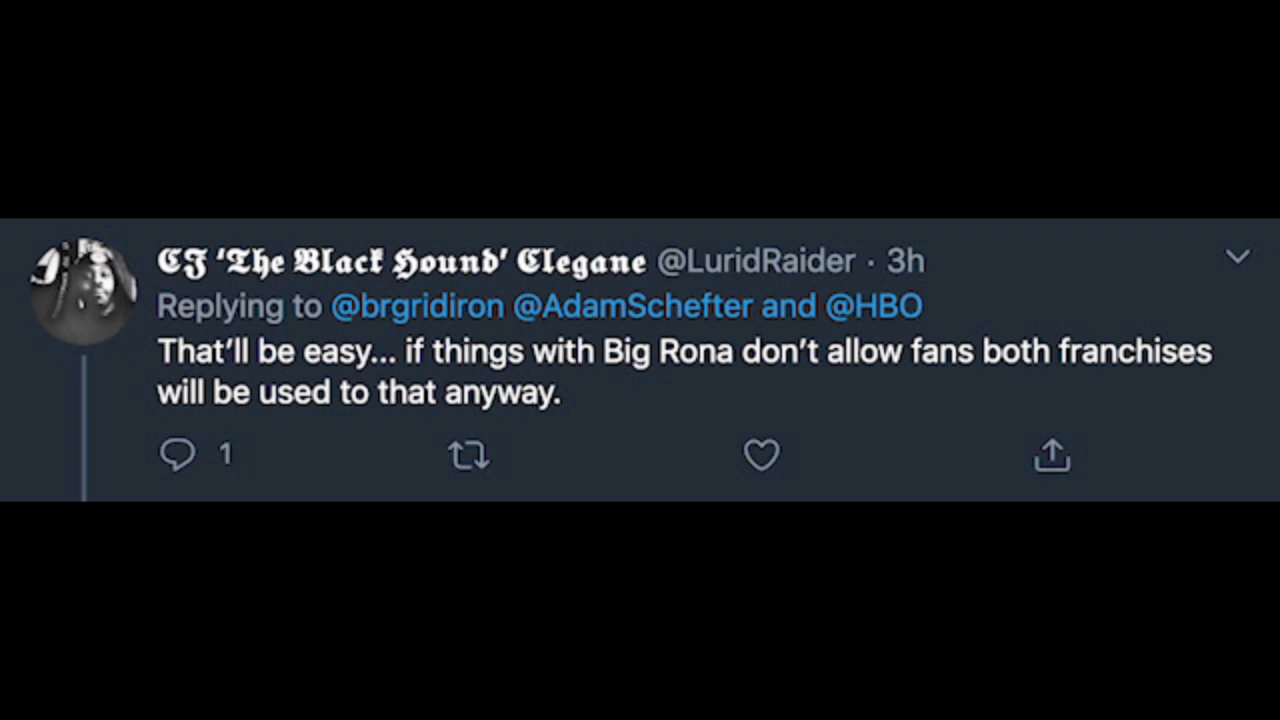 CJ ‘The Black Hound’ Clegane @LuridRaider · 3h
Replying to @brgridiron @AdamSchefter and @HBO
That’ll be easy... if things with Big Rona don’t allow fans both franchises
will be used to that anyway.
1